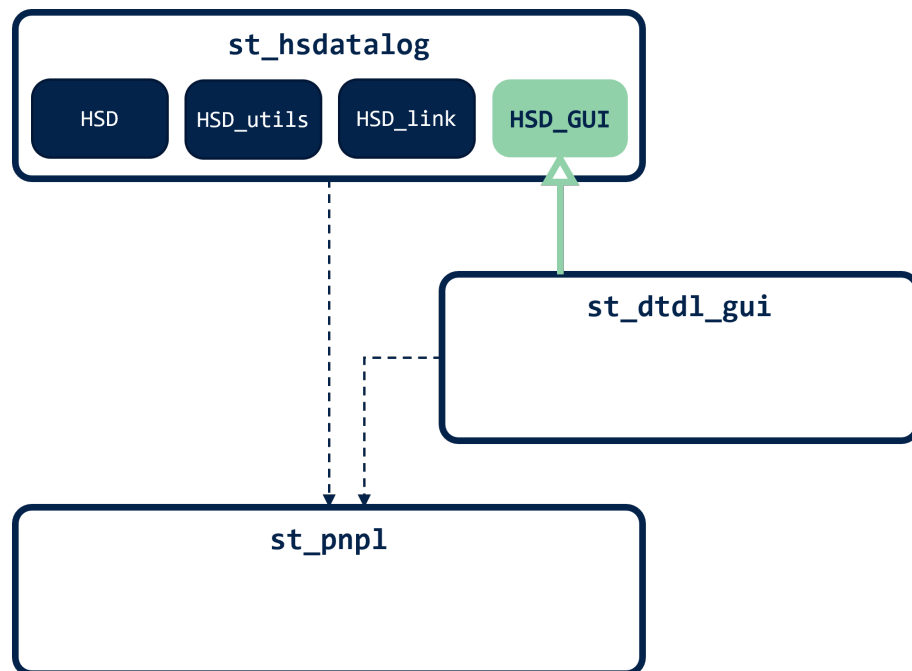 st_hsdatalog
HSD
HSD_utils
HSD_link
HSD_GUI
st_dtdl_gui
st_pnpl